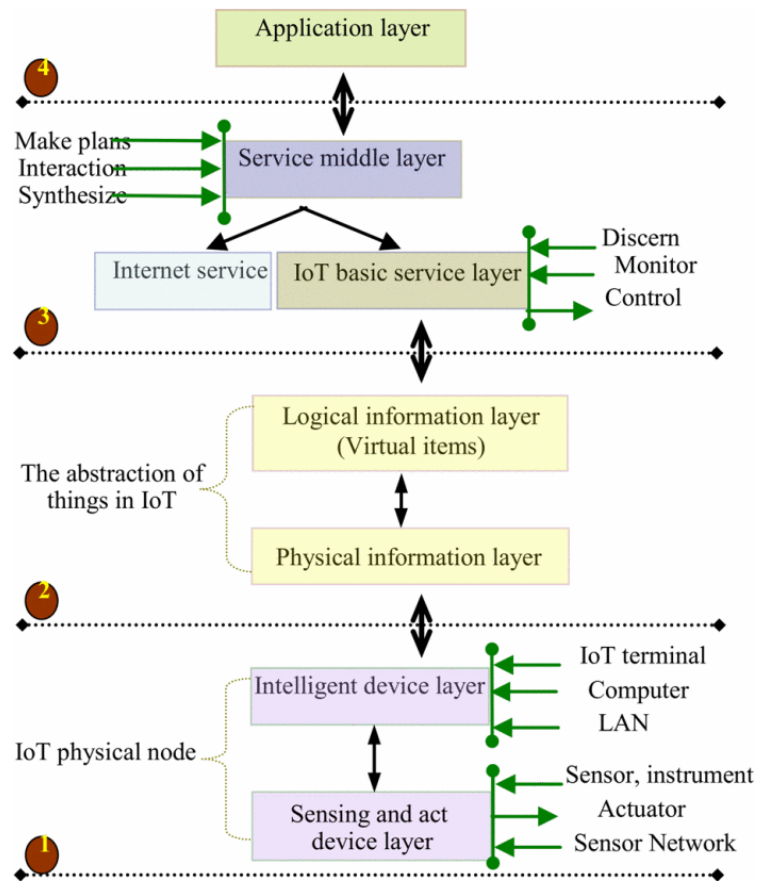 Application layer
4
Make plans
Interaction
Synthesize
Service middle layer
Internet service
IoT basic service layer
Discern
Monitor
Control
3
Logical information layer
(Virtual items)
The abstraction of
things in IoT
Physical information layer
2
Intelligent device layer
IoT terminal
Computer
LAN
IoT physical node
Sensing and act
device layer
Sensor, instrument
Actuator
Sensor Network
1